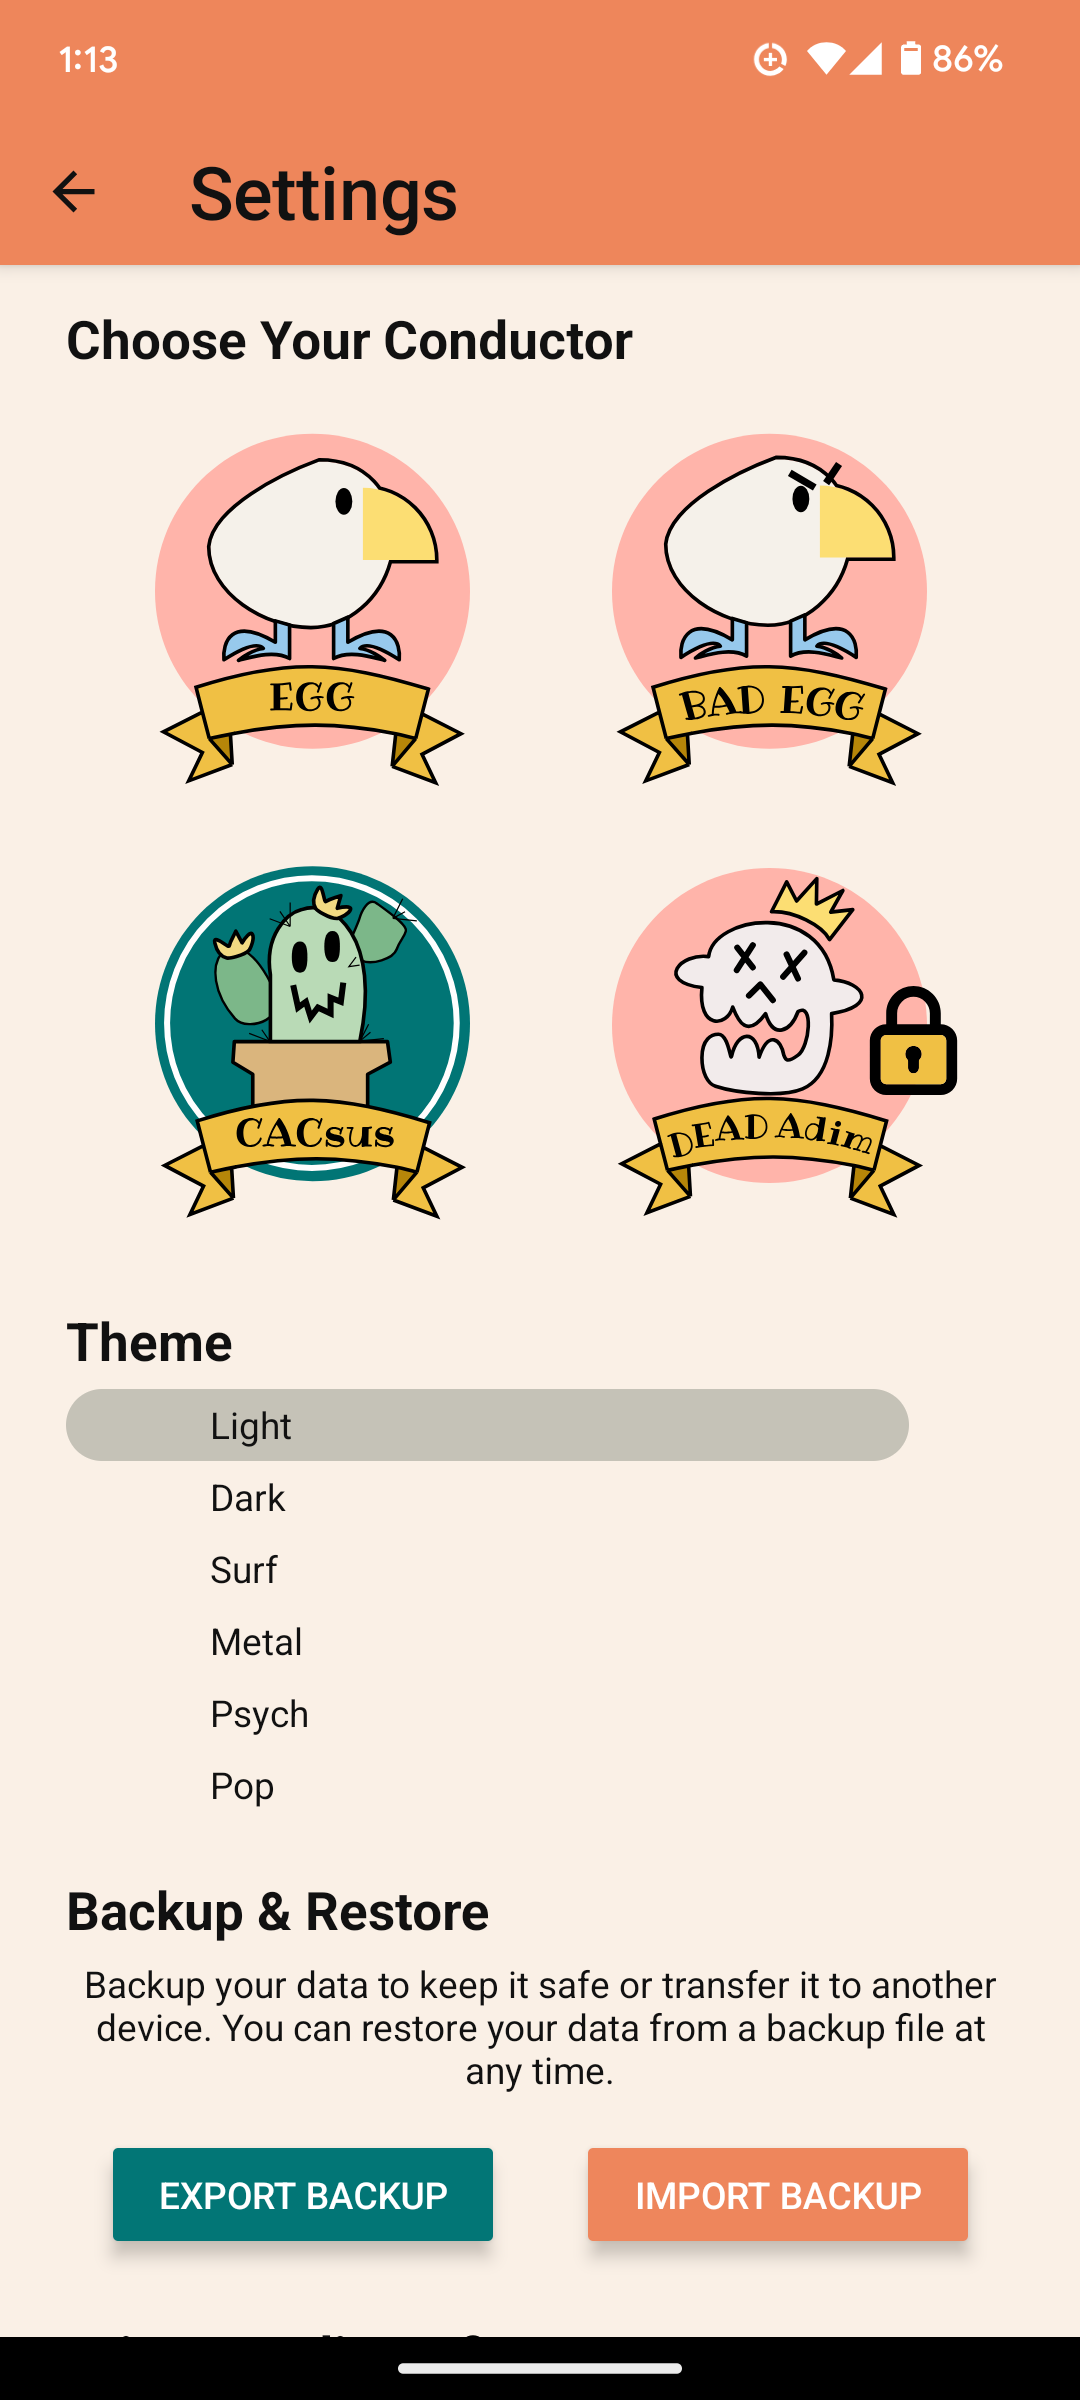 1:13
86%
Settings
Choose Your Conductor
EGG
BAD EGG
CACsus
DEAD Adim
Theme
Light
Dark
Surf
Metal
Psych
Pop
Backup & Restore
Backup your data to keep it safe or transfer it to another
device. You can restore your data from a backup file at
any time.
EXPORT BACKUP
IMPORT BACKUP